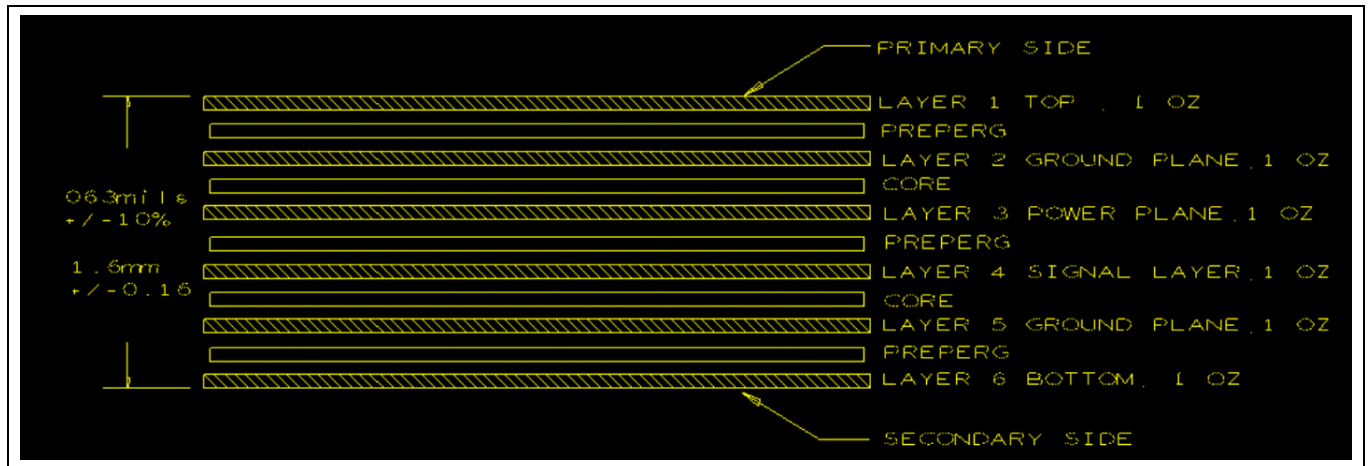 PRIMARY SIDE
LAYER 1 TOP . 1 OZ
PREPERG
LAYER 2 GROUND PLANE.1 OZ
CORE
063mils
+/-10%
LAYER 3 POWER PLANE.1 OZ
PREPERG
1.6mm
+/-0.16
LAYER 4 SIGNAL LAYER.1 OZ
CORE
LAYER 5 GROUND PLANE.1 OZ
PREPERG
LAYER 6 BOTTOM. 1 OZ
SECONDARY SIDE